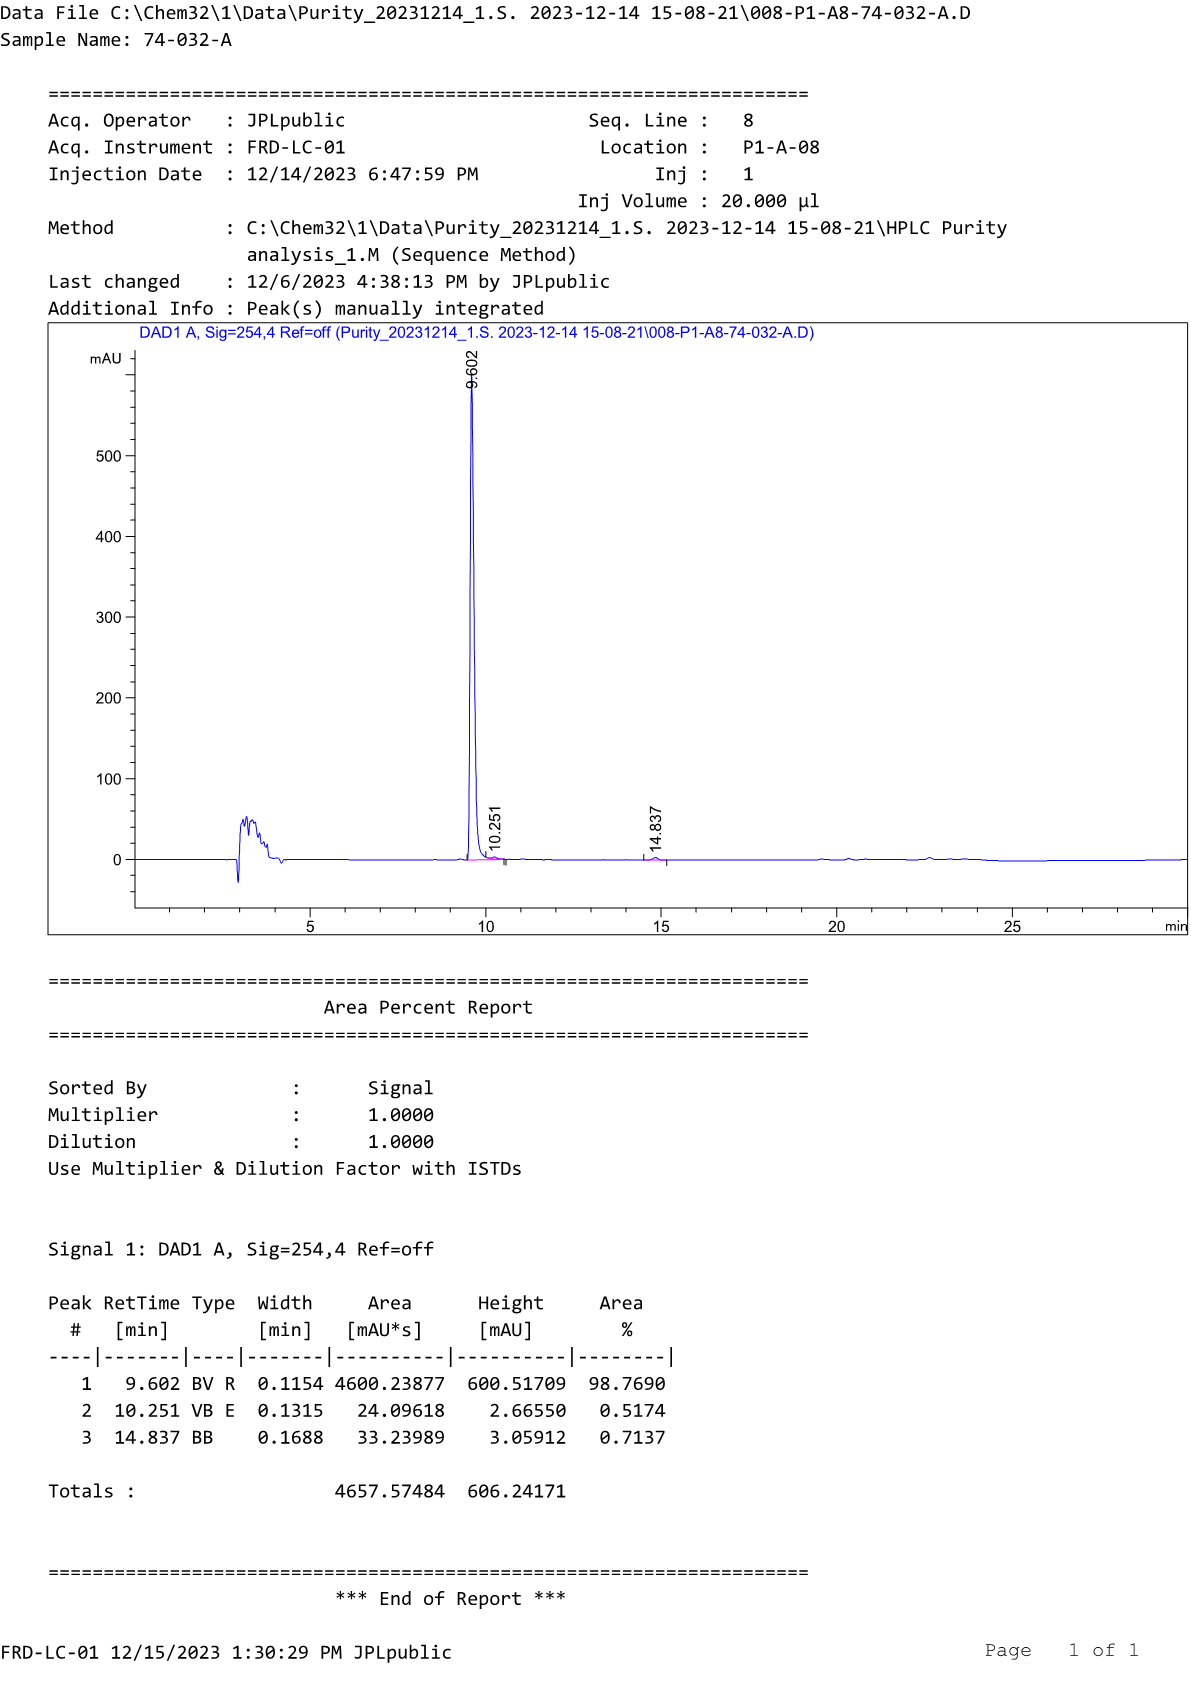 Data File C:\Chem32\1\Data\Purity_20231214_1.S. 2023-12-14 15-08-21\008-P1-A8-74-032-A.D
Sample Name: 74-032-A
=====================================================================
Acq. Operator   : JPLpublic                      Seq. Line :   8
Acq. Instrument : FRD-LC-01                       Location :   P1-A-08
Injection Date  : 12/14/2023 6:47:59 PM                Inj :   1
Inj Volume : 20.000 µl
Method          : C:\Chem32\1\Data\Purity_20231214_1.S. 2023-12-14 15-08-21\HPLC Purity
analysis_1.M (Sequence Method)
Last changed    : 12/6/2023 4:38:13 PM by JPLpublic
Additional Info : Peak(s) manually integrated
DAD1 A, Sig=254,4 Ref=off (Purity_20231214_1.S. 2023-12-14 15-08-21\008-P1-A8-74-032-A.D)
mAU
9.602
500
400
300
200
100
10.251
14.837
0
5 10 15 20 25 min
=====================================================================
Area Percent Report
=====================================================================
Sorted By             :      Signal
Multiplier            :      1.0000
Dilution              :      1.0000
Use Multiplier & Dilution Factor with ISTDs
Signal 1: DAD1 A, Sig=254,4 Ref=off
Peak RetTime Type  Width     Area      Height     Area
#   [min]        [min]   [mAU*s]     [mAU]        %
----|-------|----|-------|----------|----------|--------|
1   9.602 BV R  0.1154 4600.23877  600.51709  98.7690
2  10.251 VB E  0.1315   24.09618    2.66550   0.5174
3  14.837 BB    0.1688   33.23989    3.05912   0.7137
Totals :                  4657.57484  606.24171
=====================================================================
*** End of Report ***
FRD-LC-01 12/15/2023 1:30:29 PM JPLpublic
Page   1 of 1